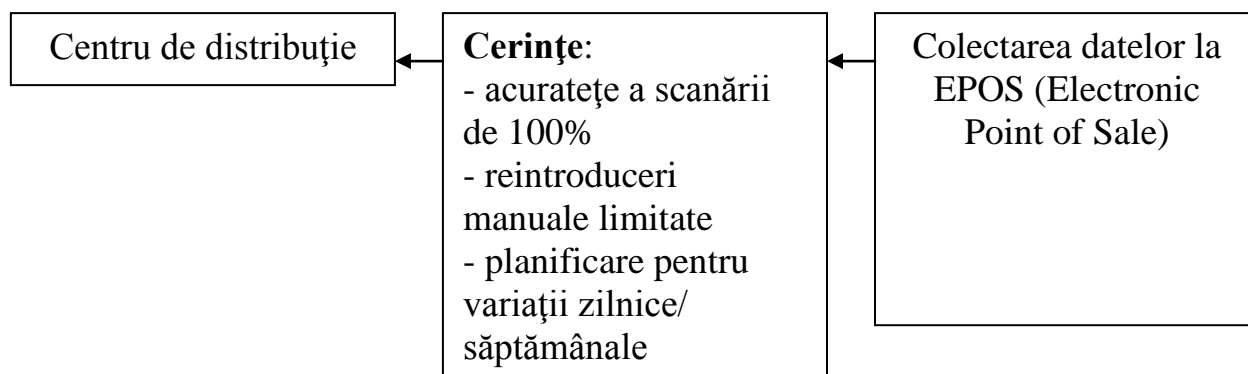 Centru de distribuţie
Cerinţe:
- acurateţe a scanării
de 100%
- reintroduceri
manuale limitate
- planificare pentru
variaţii zilnice/
săptămânale
Colectarea datelor la
EPOS (Electronic
Point of Sale)